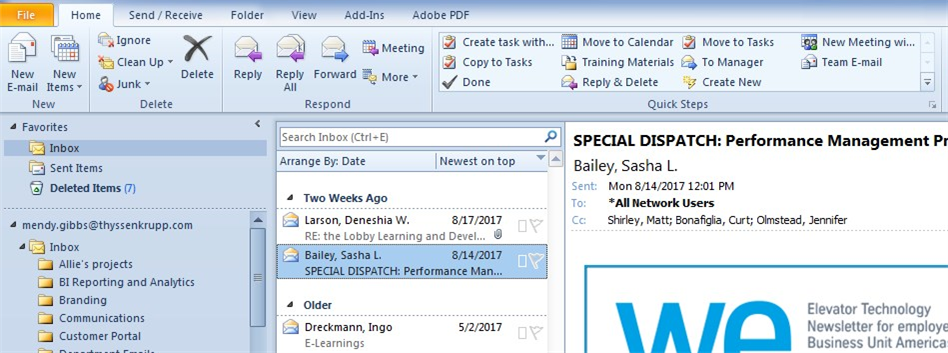 File Home Send / Receive Folder View Add-Ins Adobe PDF
New E-mail
New Items
New
Ignore
Clean Up
Junk
Delete
Delete
Reply
Reply All
Forward
Meeting
More
Respond
Create task with... Move to Calendar Move to Tasks New Meeting wi...
Copy to Tasks Training Materials To Manager Team E-mail
Done Reply & Delete Create New
Quick Steps
Favorites
Inbox
Sent Items
Deleted Items (7)
mendy.gibbs@thyssenkrupp.com
Inbox
Allie's projects
BI Reporting and Analytics
Branding
Communications
Customer Portal
Department Emails
Search Inbox (Ctrl+E)
Arrange By: Date Newest on top
Two Weeks Ago
Larson, Deneshia W. 8/17/2017
RE: the Lobby Learning and Devel...
Bailey, Sasha L. 8/14/2017
SPECIAL DISPATCH: Performance Man...
Older
Dreckmann, Ingo 5/2/2017
E-Learnings
SPECIAL DISPATCH: Performance Management Pr
Bailey, Sasha L.
Sent: Mon 8/14/2017 12:01 PM
To: *All Network Users
Cc: Shirley, Matt; Bonafiglia, Curt; Olmstead, Jennifer
we
Elevator Technology
Newsletter for employe
Business Unit America